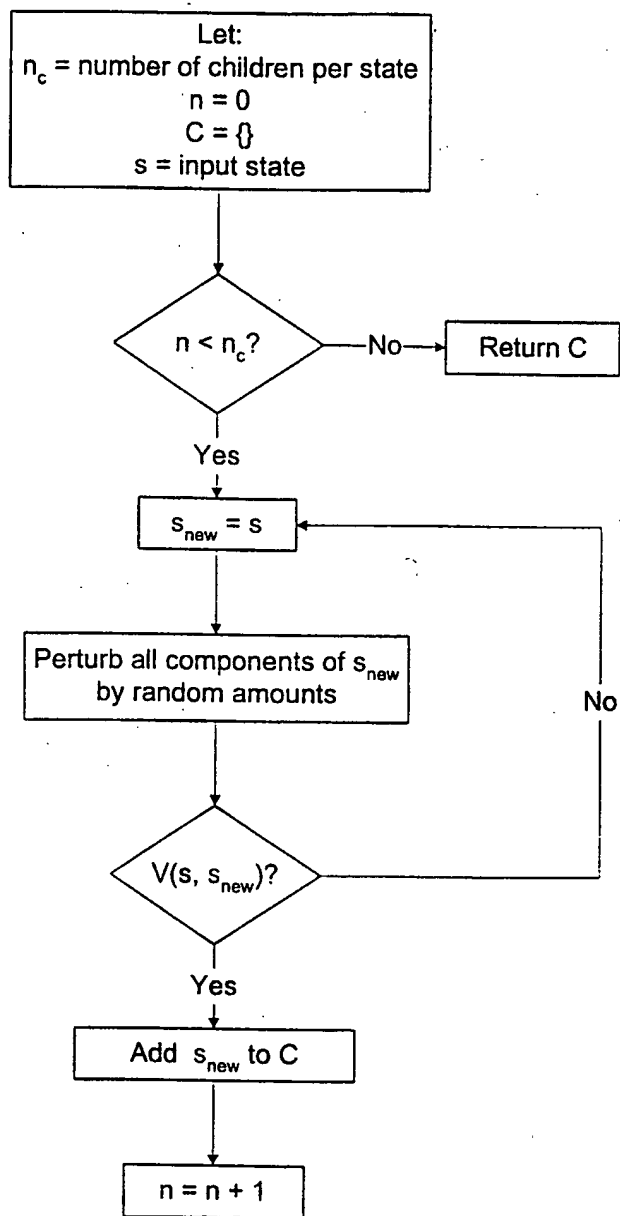 Let:
n_c = number of children per state
n = 0
C = {}
s = input state
n < n_c?
No
Return C
Yes
s_new = s
Perturb all components of s_new
by random amounts
No
V(s, s_new)?
Yes
Add s_new to C
n = n + 1